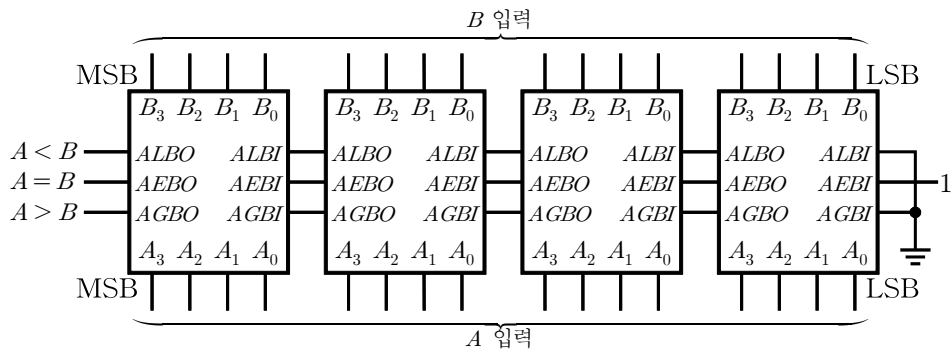 B 입력
MSB LSB
B₃ B₂ B₁ B₀ B₃ B₂ B₁ B₀ B₃ B₂ B₁ B₀ B₃ B₂ B₁ B₀
A < B ALBO ALBI ALBO ALBI ALBO ALBI ALBO ALBI
A = B AEBO AEBI AEBO AEBI AEBO AEBI AEBO AEBI 1
A > B AGBO AGBI AGBO AGBI AGBO AGBI AGBO AGBI
A₃ A₂ A₁ A₀ A₃ A₂ A₁ A₀ A₃ A₂ A₁ A₀ A₃ A₂ A₁ A₀
MSB LSB
A 입력